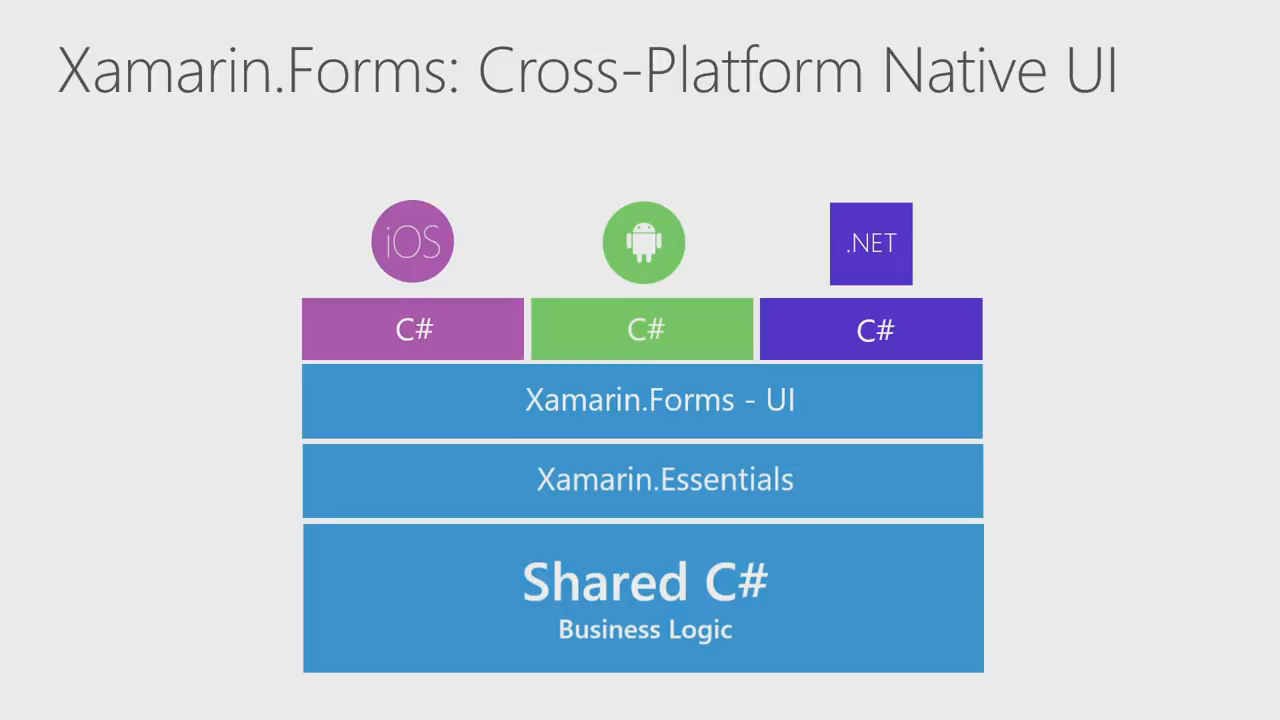 Xamarin.Forms: Cross-Platform Native UI
iOS
.NET
C#
C#
C#
Xamarin.Forms - UI
Xamarin.Essentials
Shared C#
Business Logic